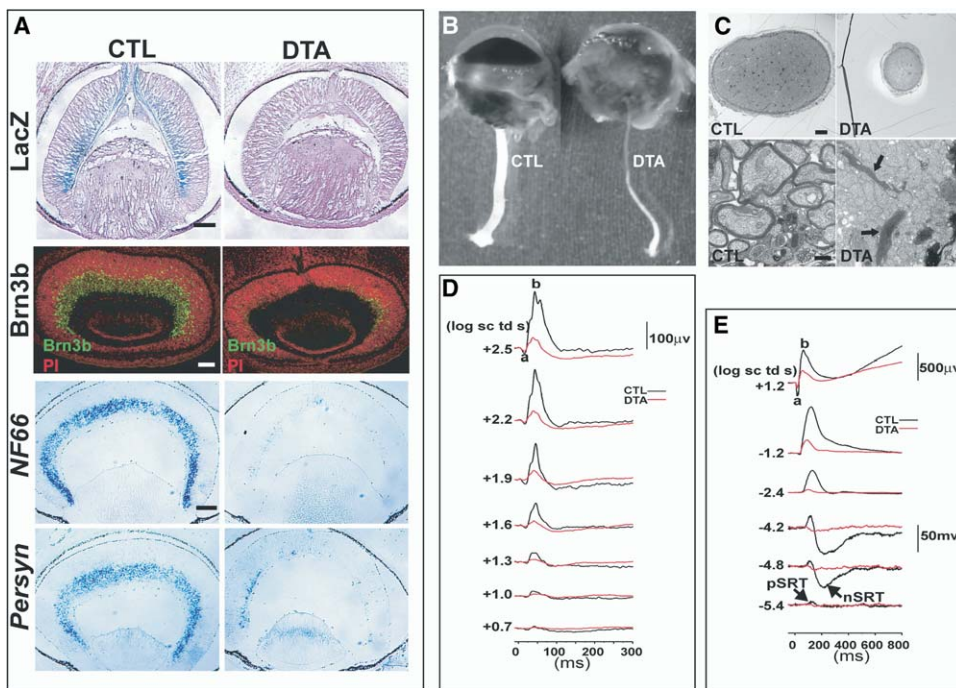 A
CTL
DTA
LacZ
Brn3b
Brn3b
PI
Brn3b
PI
NF66
Persyn
B
CTL
DTA
C
CTL
DTA
CTL
DTA
D
b
(log sc td s)
100μv
+2.5
a
CTL
DTA
+2.2
+1.9
+1.6
+1.3
+1.0
+0.7
0 100 200 300
(ms)
E
b
(log sc td s)
500μv
+1.2
a
CTL
DTA
-1.2
-2.4
-4.2
50mv
-4.8
pSRT
nSRT
-5.4
0 200 400 600 800
(ms)